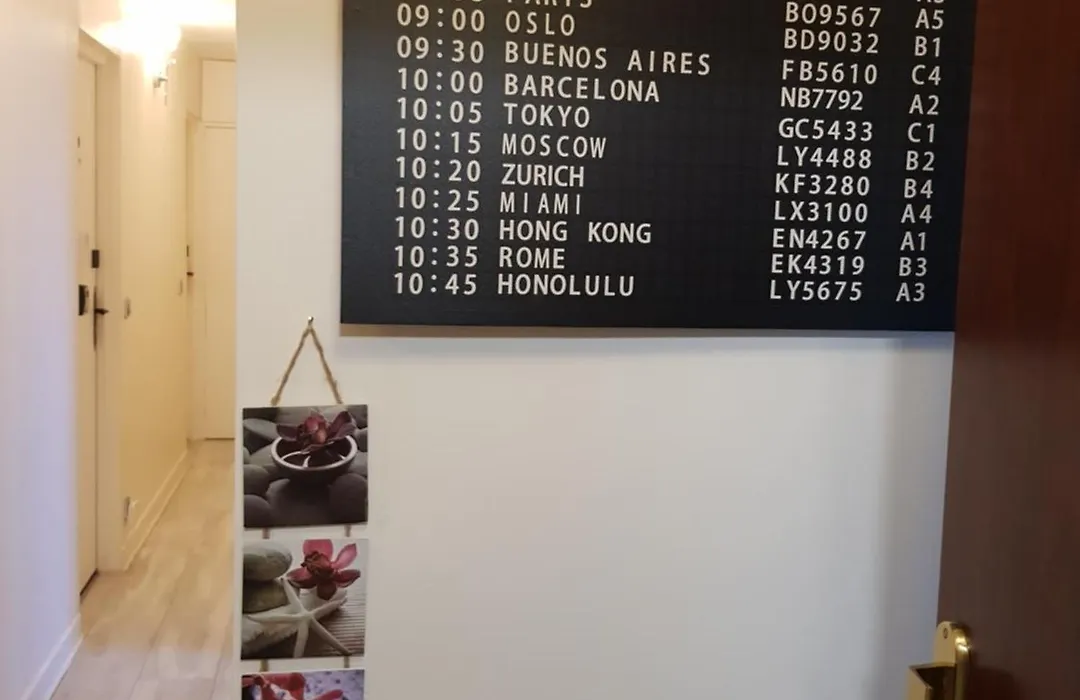 PARIS BO9567 A5
09:00 OSLO BD9032 B1
09:30 BUENOS AIRES FB5610 C4
10:00 BARCELONA NB7792 A2
10:05 TOKYO GC5433 C1
10:15 MOSCOW LY4488 B2
10:20 ZURICH KF3280 B4
10:25 MIAMI LX3100 A4
10:30 HONG KONG EN4267 A1
10:35 ROME EK4319 B3
10:45 HONOLULU LY5675 A3